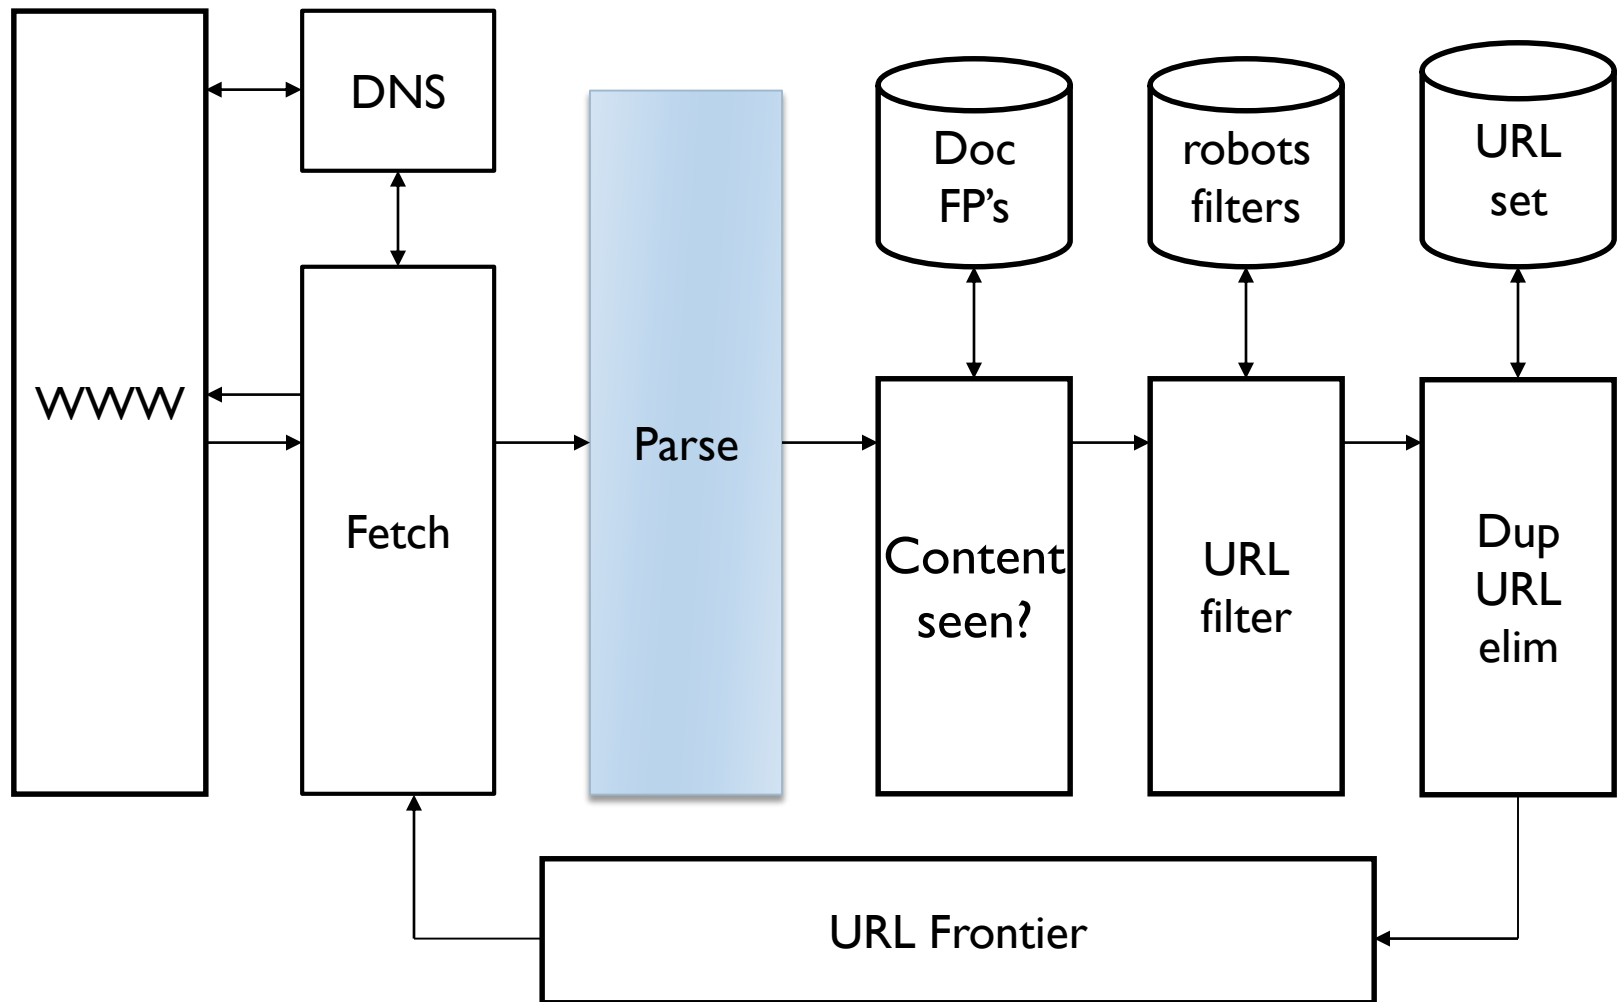 WWW
DNS
Fetch
Parse
Doc
FP’s
Content
seen?
robots
filters
URL
filter
URL
set
Dup
URL
elim
URL Frontier